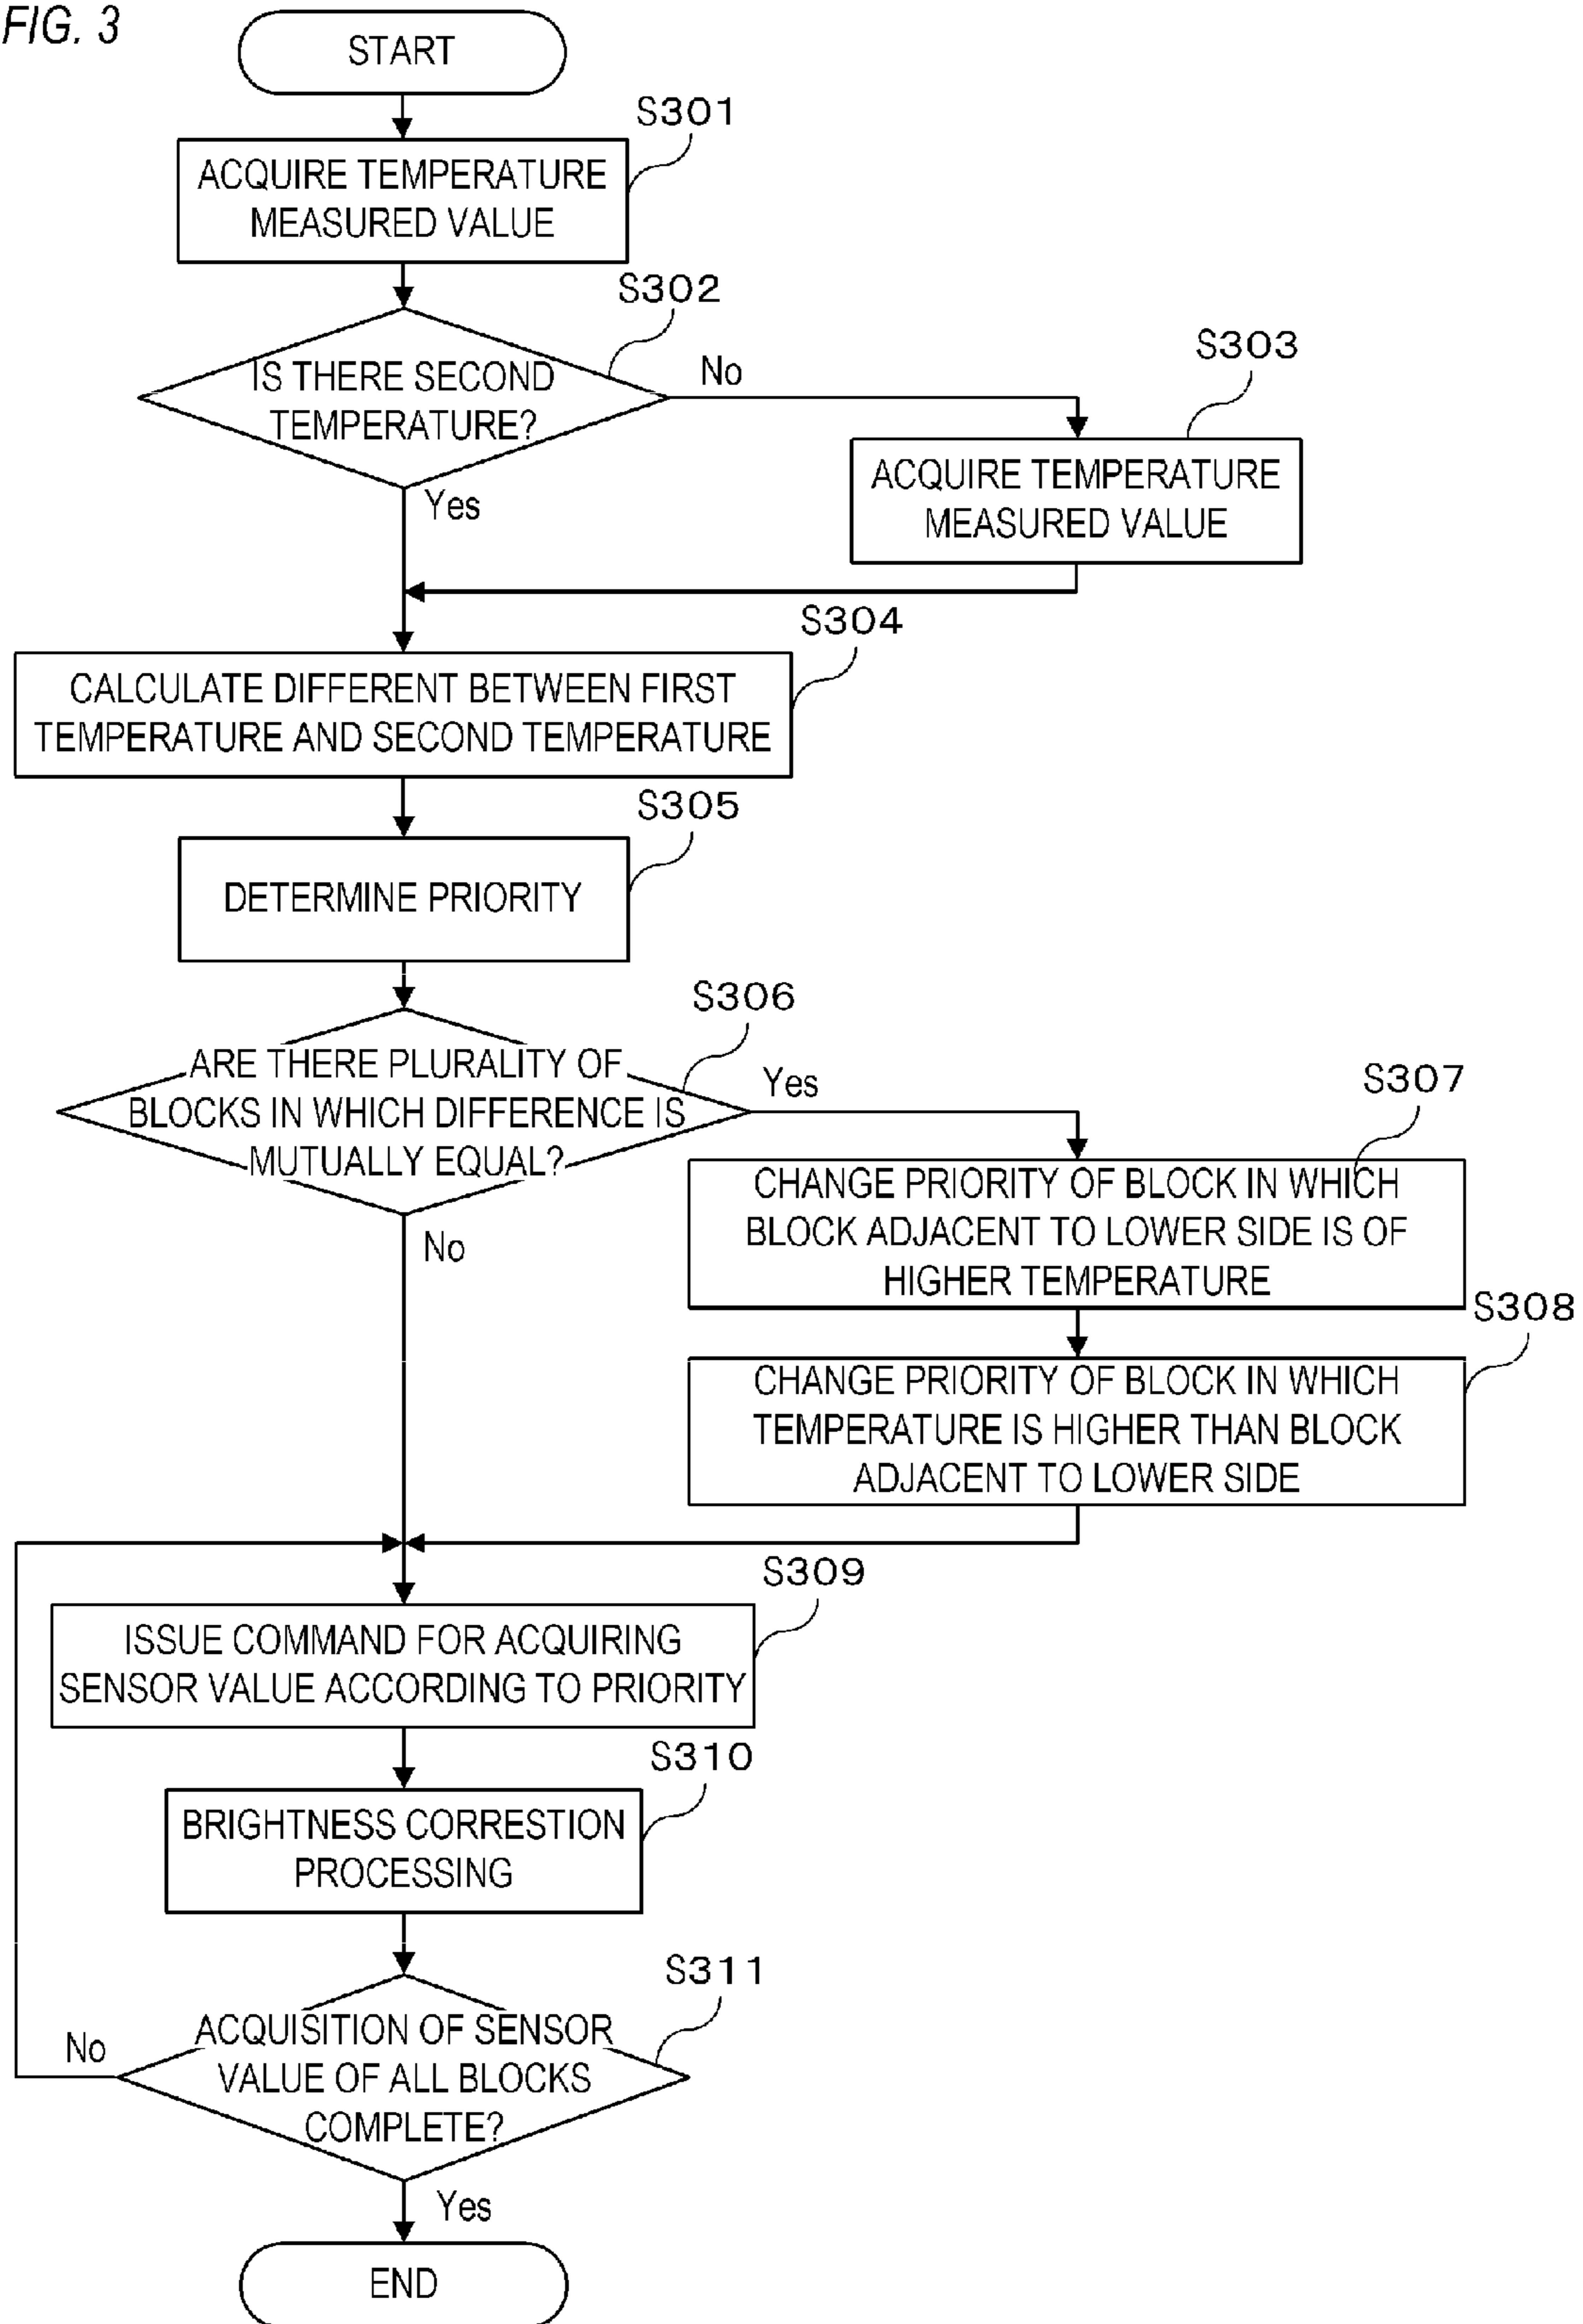 FIG. 3
START
S301
ACQUIRE TEMPERATURE
MEASURED VALUE
S302
IS THERE SECOND
TEMPERATURE?
No
Yes
S303
ACQUIRE TEMPERATURE
MEASURED VALUE
S304
CALCULATE DIFFERENT BETWEEN FIRST
TEMPERATURE AND SECOND TEMPERATURE
S305
DETERMINE PRIORITY
S306
ARE THERE PLURALITY OF
BLOCKS IN WHICH DIFFERENCE IS
MUTUALLY EQUAL?
Yes
No
S307
CHANGE PRIORITY OF BLOCK IN WHICH
BLOCK ADJACENT TO LOWER SIDE IS OF
HIGHER TEMPERATURE
S308
CHANGE PRIORITY OF BLOCK IN WHICH
TEMPERATURE IS HIGHER THAN BLOCK
ADJACENT TO LOWER SIDE
S309
ISSUE COMMAND FOR ACQUIRING
SENSOR VALUE ACCORDING TO PRIORITY
S310
BRIGHTNESS CORRESTION
PROCESSING
S311
ACQUISITION OF SENSOR
VALUE OF ALL BLOCKS
COMPLETE?
No
Yes
END